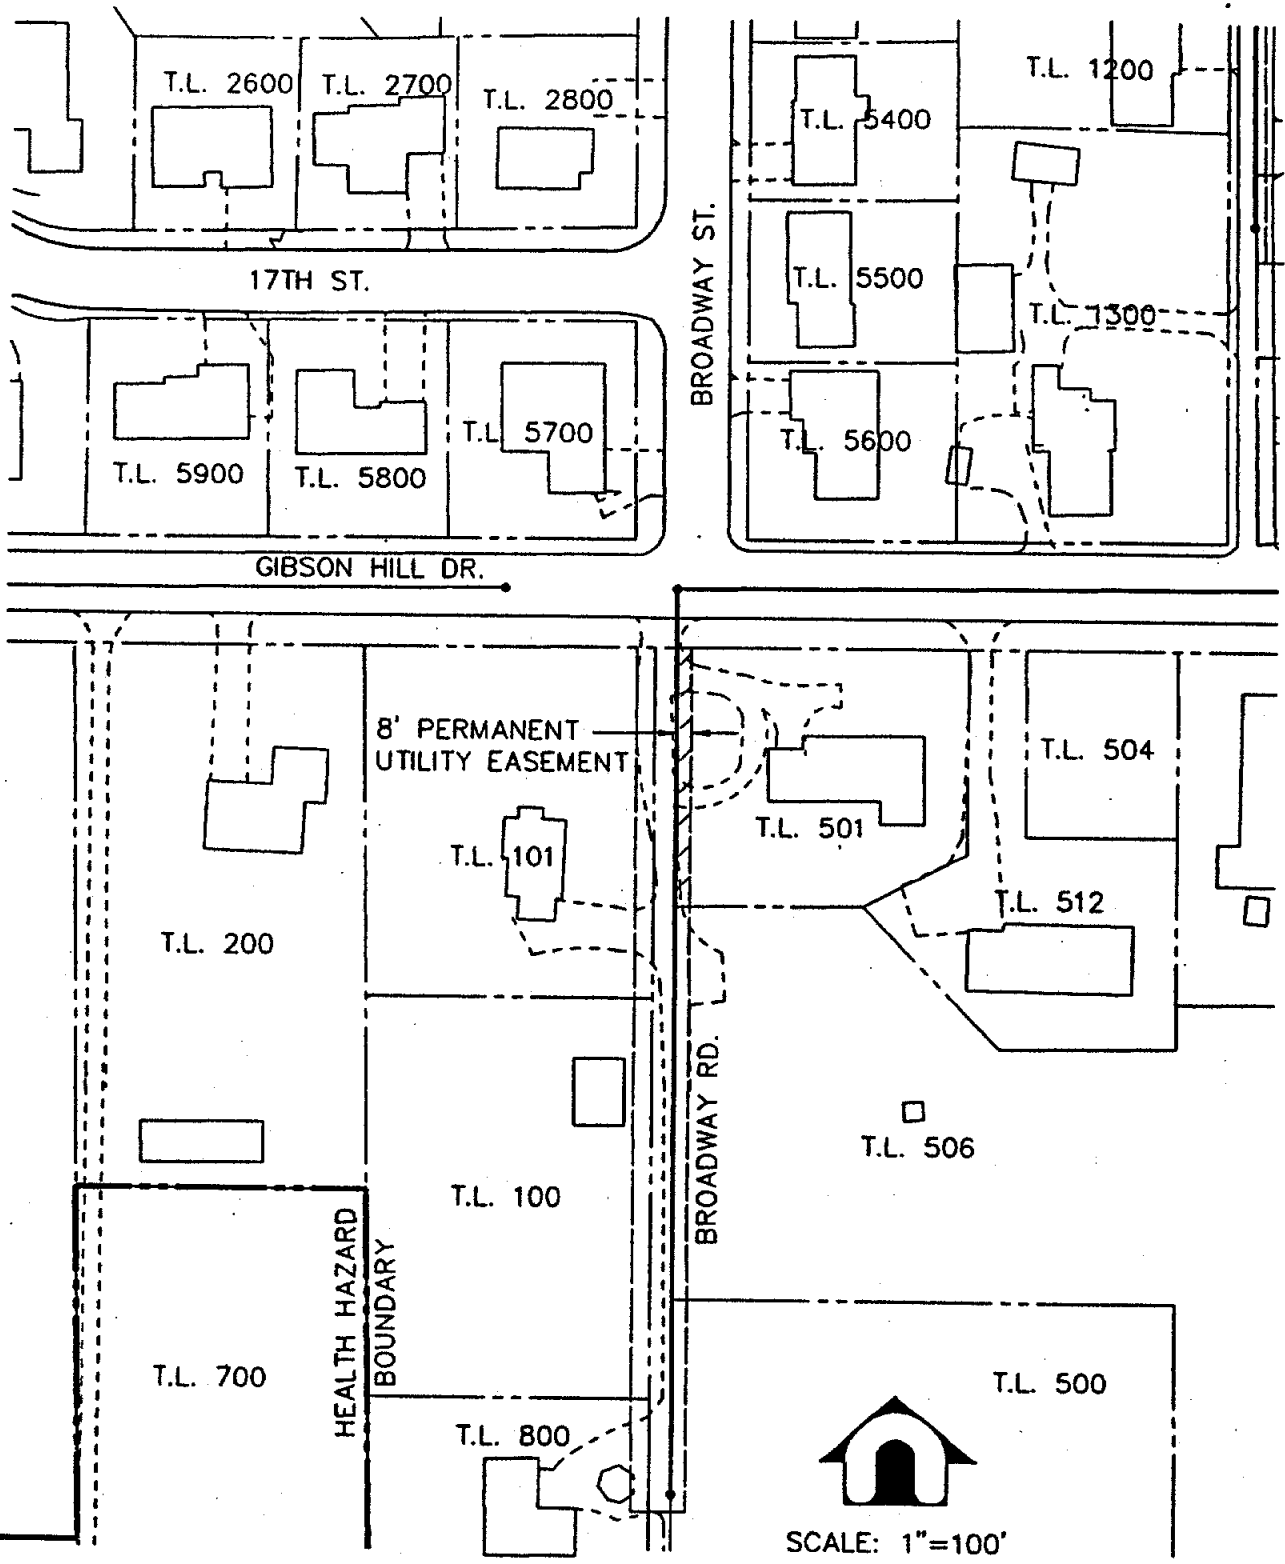 T.L. 2600
T.L. 2700
T.L. 2800
T.L. 5400
T.L. 1200
17TH ST.
BROADWAY ST.
T.L. 5500
T.L. 1300
T.L. 5900
T.L. 5800
T.L 5700
T.L. 5600
GIBSON HILL DR.
8' PERMANENT
UTILITY EASEMENT
T.L. 504
T.L. 501
T.L. 101
T.L. 512
T.L. 200
BROADWAY RD.
T.L. 506
T.L. 100
HEALTH HAZARD
BOUNDARY
T.L. 700
T.L. 500
T.L. 800
SCALE: 1"=100'